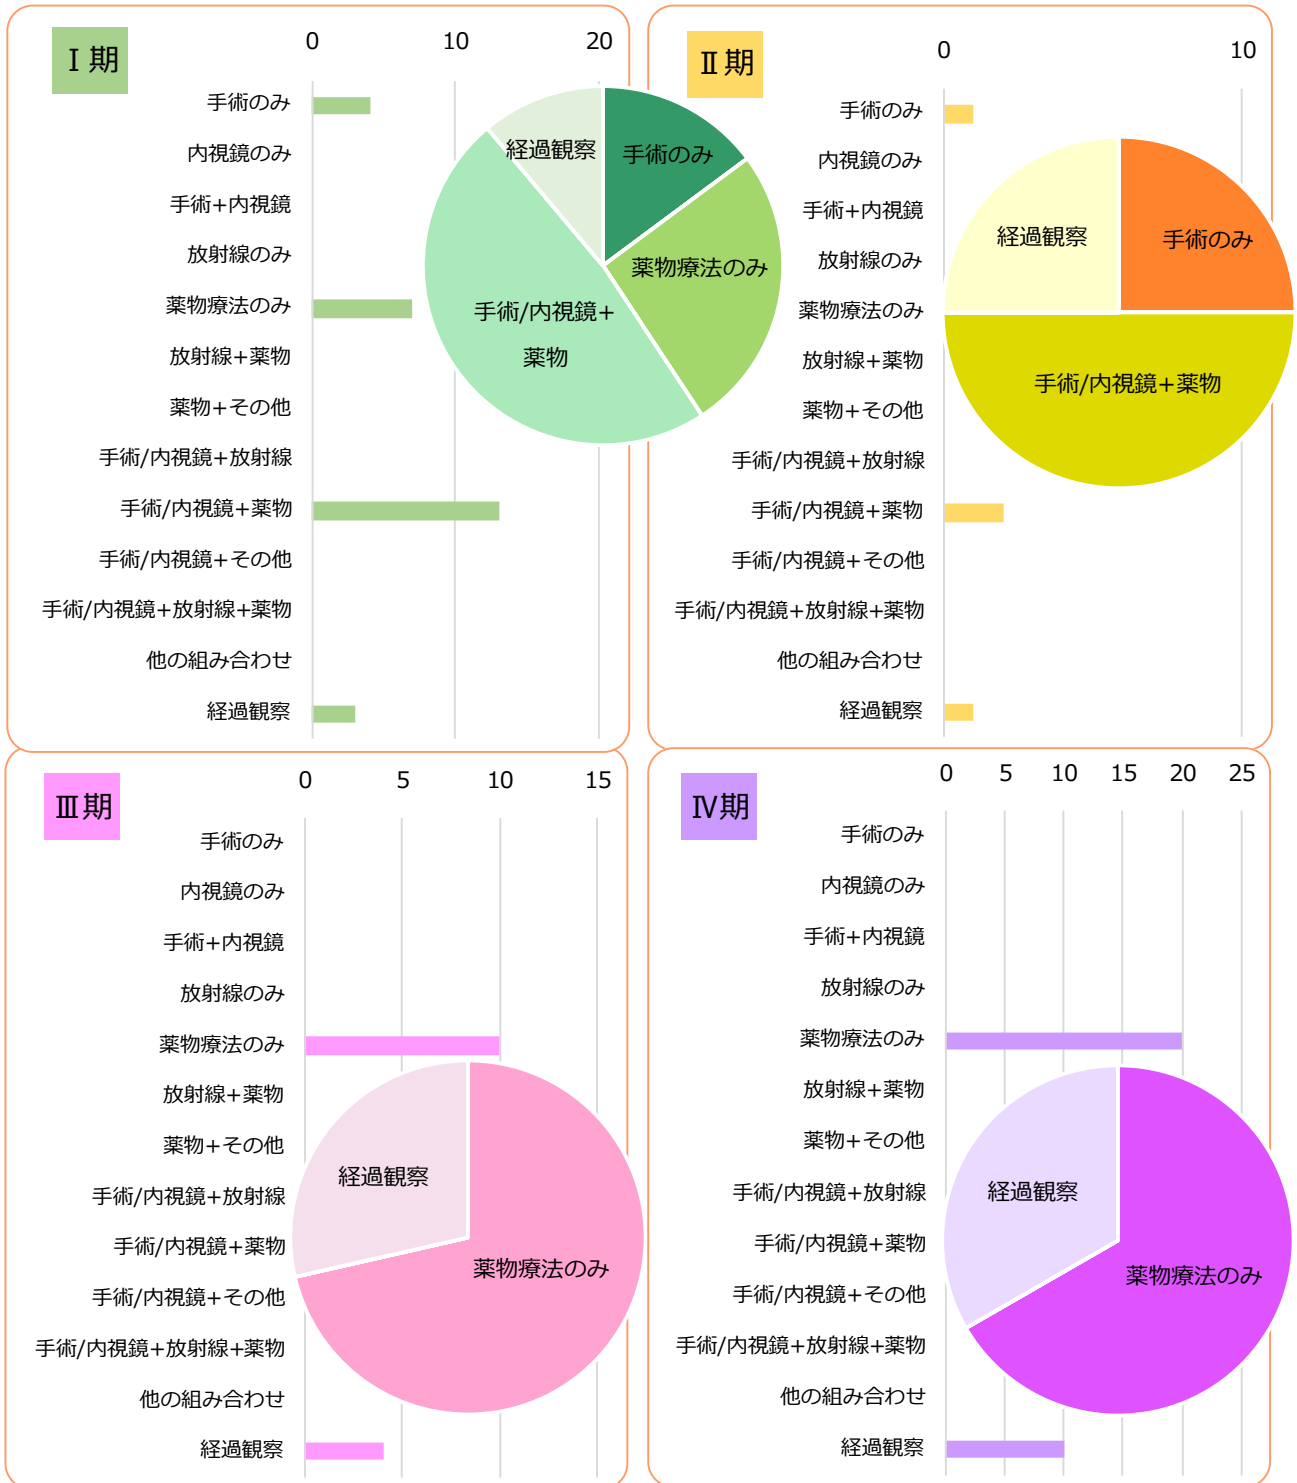 Ⅰ期
0 10 20
手術のみ
内視鏡のみ
手術+内視鏡
放射線のみ
薬物療法のみ
放射線+薬物
薬物+その他
手術/内視鏡+放射線
手術/内視鏡+薬物
手術/内視鏡+その他
手術/内視鏡+放射線+薬物
他の組み合わせ
経過観察
経過観察
手術のみ
薬物療法のみ
手術/内視鏡+
薬物
Ⅱ期
0 10
手術のみ
内視鏡のみ
手術+内視鏡
放射線のみ
薬物療法のみ
放射線+薬物
薬物+その他
手術/内視鏡+放射線
手術/内視鏡+薬物
手術/内視鏡+その他
手術/内視鏡+放射線+薬物
他の組み合わせ
経過観察
経過観察
手術のみ
手術/内視鏡+薬物
Ⅲ期
0 5 10 15
手術のみ
内視鏡のみ
手術+内視鏡
放射線のみ
薬物療法のみ
放射線+薬物
薬物+その他
手術/内視鏡+放射線
手術/内視鏡+薬物
手術/内視鏡+その他
手術/内視鏡+放射線+薬物
他の組み合わせ
経過観察
経過観察
薬物療法のみ
Ⅳ期
0 5 10 15 20 25
手術のみ
内視鏡のみ
手術+内視鏡
放射線のみ
薬物療法のみ
放射線+薬物
薬物+その他
手術/内視鏡+放射線
手術/内視鏡+薬物
手術/内視鏡+その他
手術/内視鏡+放射線+薬物
他の組み合わせ
経過観察
経過観察
薬物療法のみ